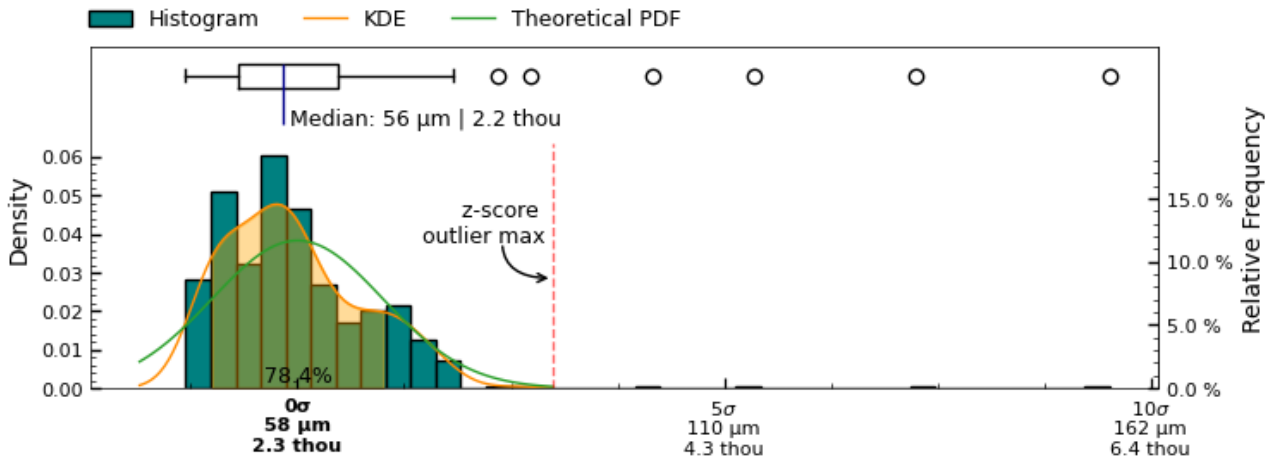 Histogram KDE Theoretical PDF
Median: 56 µm | 2.2 thou
Density
0.06
0.05
0.04
0.03
0.02
0.01
0.00
z-score
outlier max
78.4%
Relative Frequency
15.0 %
10.0 %
5.0 %
0.0 %
0σ 5σ 10σ
58 µm 110 µm 162 µm
2.3 thou 4.3 thou 6.4 thou